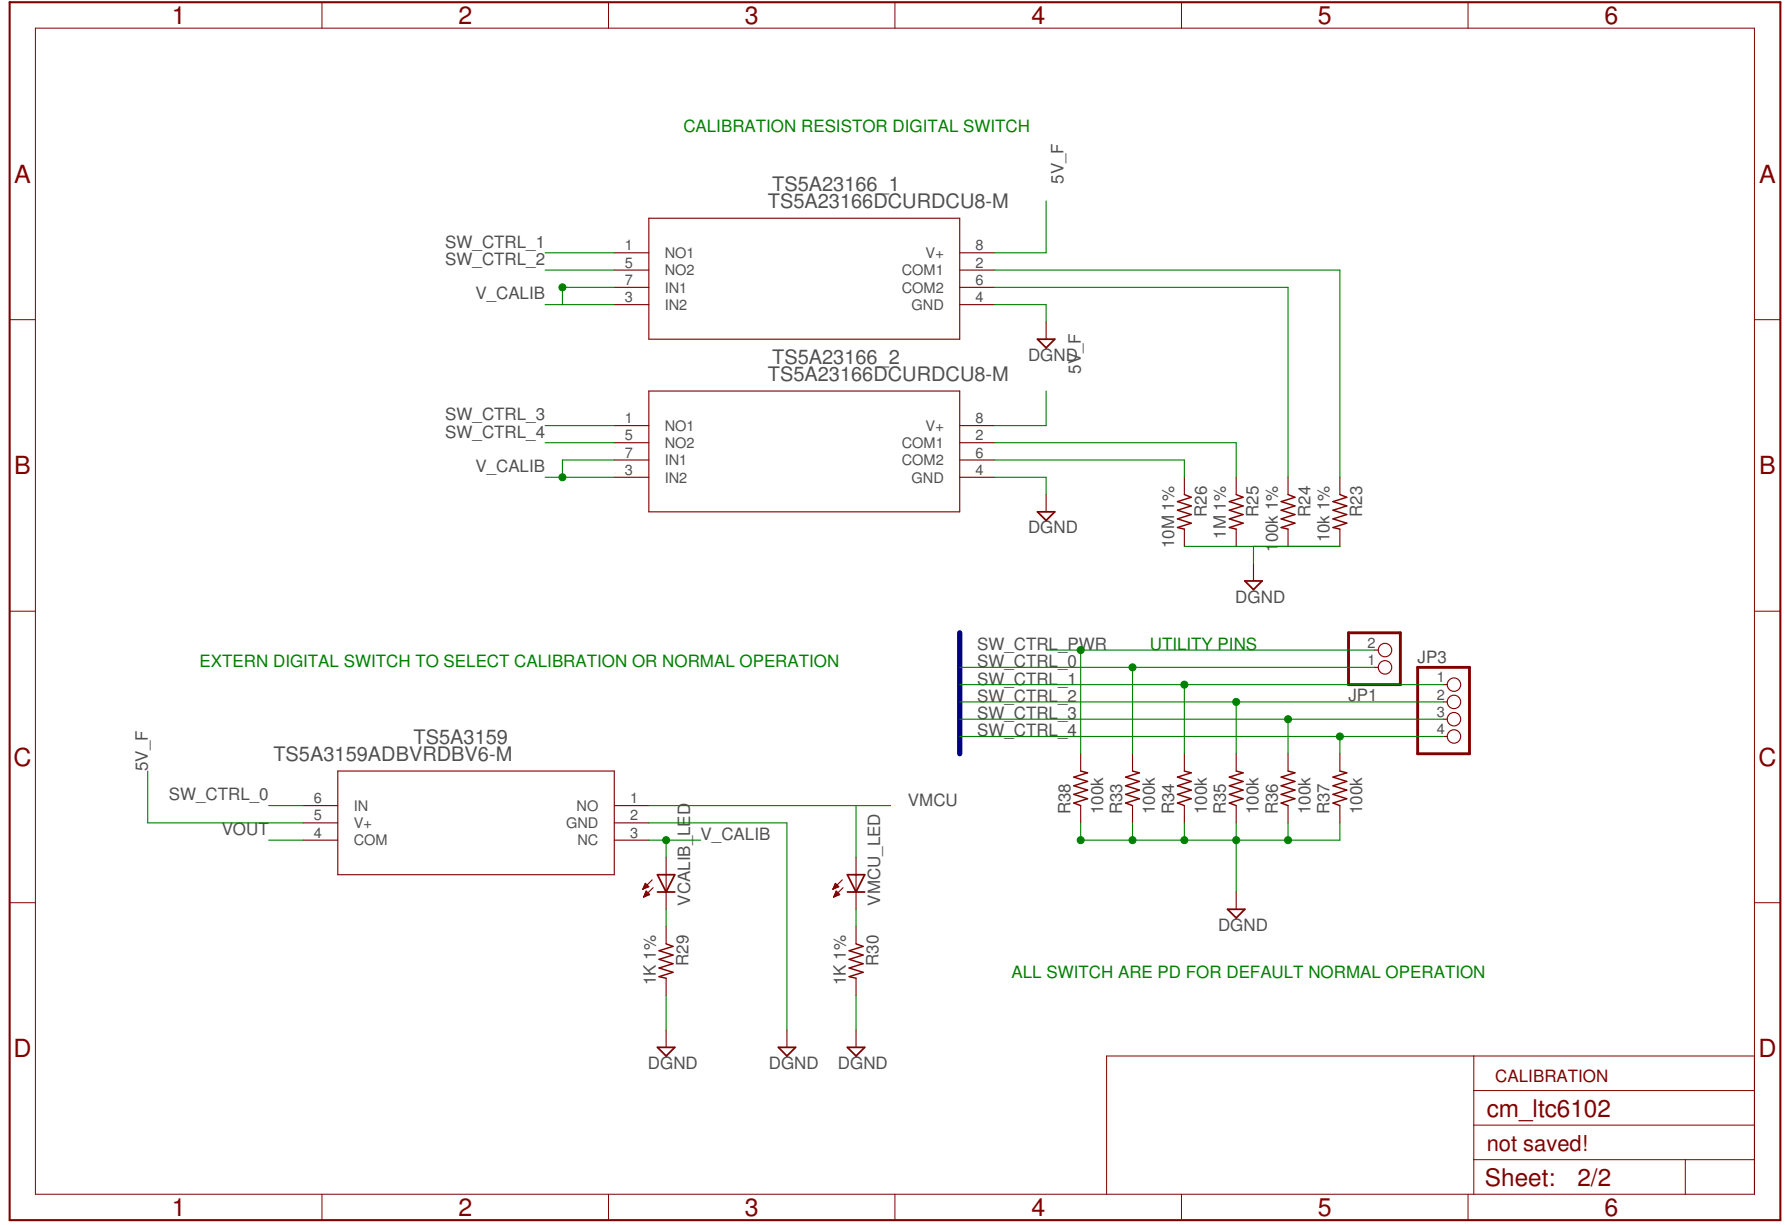 1 2 3 4 5 6
A A
B B
C C
D D
CALIBRATION RESISTOR DIGITAL SWITCH
5V_F
TS5A23166_1
TS5A23166DCURDCU8-M
SW_CTRL_1 1 NO1 V+ 8
SW_CTRL_2 5 NO2 COM1 2
7 IN1 COM2 6
V_CALIB 3 IN2 GND 4
DGND
5V_F
TS5A23166_2
TS5A23166DCURDCU8-M
SW_CTRL_3 1 NO1 V+ 8
SW_CTRL_4 5 NO2 COM1 2
7 IN1 COM2 6
V_CALIB 3 IN2 GND 4
DGND
10M 1% R26
1M 1% R25
100k 1% R24
10k 1% R23
DGND
EXTERN DIGITAL SWITCH TO SELECT CALIBRATION OR NORMAL OPERATION
5V_F
TS5A3159
TS5A3159ADBVRDBV6-M
SW_CTRL_0 6 IN NO 1 VMCU
5 V+ GND 2
VOUT 4 COM NC 3 V_CALIB
VCALIB_LED
VMCU_LED
1K 1% R29
1K 1% R30
DGND
DGND
DGND
UTILITY PINS
SW_CTRL_PWR 2
SW_CTRL_0 1
JP1
JP3
SW_CTRL_1 1
SW_CTRL_2 2
SW_CTRL_3 3
SW_CTRL_4 4
R38 100k
R33 100k
R34 100k
R35 100k
R36 100k
R37 100k
DGND
ALL SWITCH ARE PD FOR DEFAULT NORMAL OPERATION
CALIBRATION
cm_ltc6102
not saved!
Sheet: 2/2
1 2 3 4 5 6